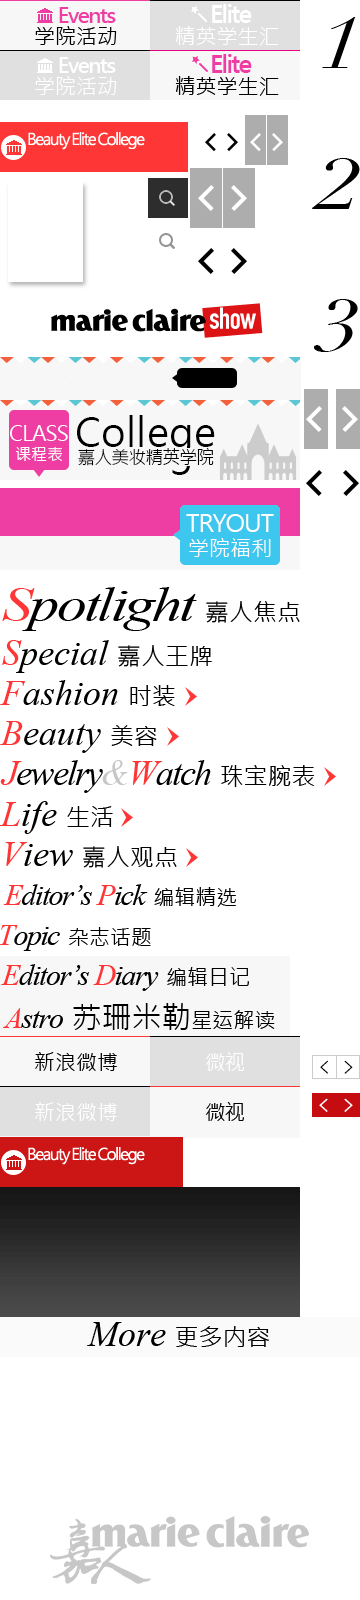 Events
学院活动
Elite
精英学生汇
1
Events
学院活动
Elite
精英学生汇
Beauty Elite College
2
marie claire show
3
CLASS
课程表
College
嘉人美妆精英学院
TRYOUT
学院福利
Spotlight 嘉人焦点
Special 嘉人王牌
Fashion 时装
Beauty 美容
Jewelry&Watch 珠宝腕表
Life 生活
View 嘉人观点
Editor's Pick 编辑精选
Topic 杂志话题
Editor's Diary 编辑日记
Astro 苏珊米勒星运解读
新浪微博
微视
新浪微博
微视
Beauty Elite College
More 更多内容
嘉人 marie claire